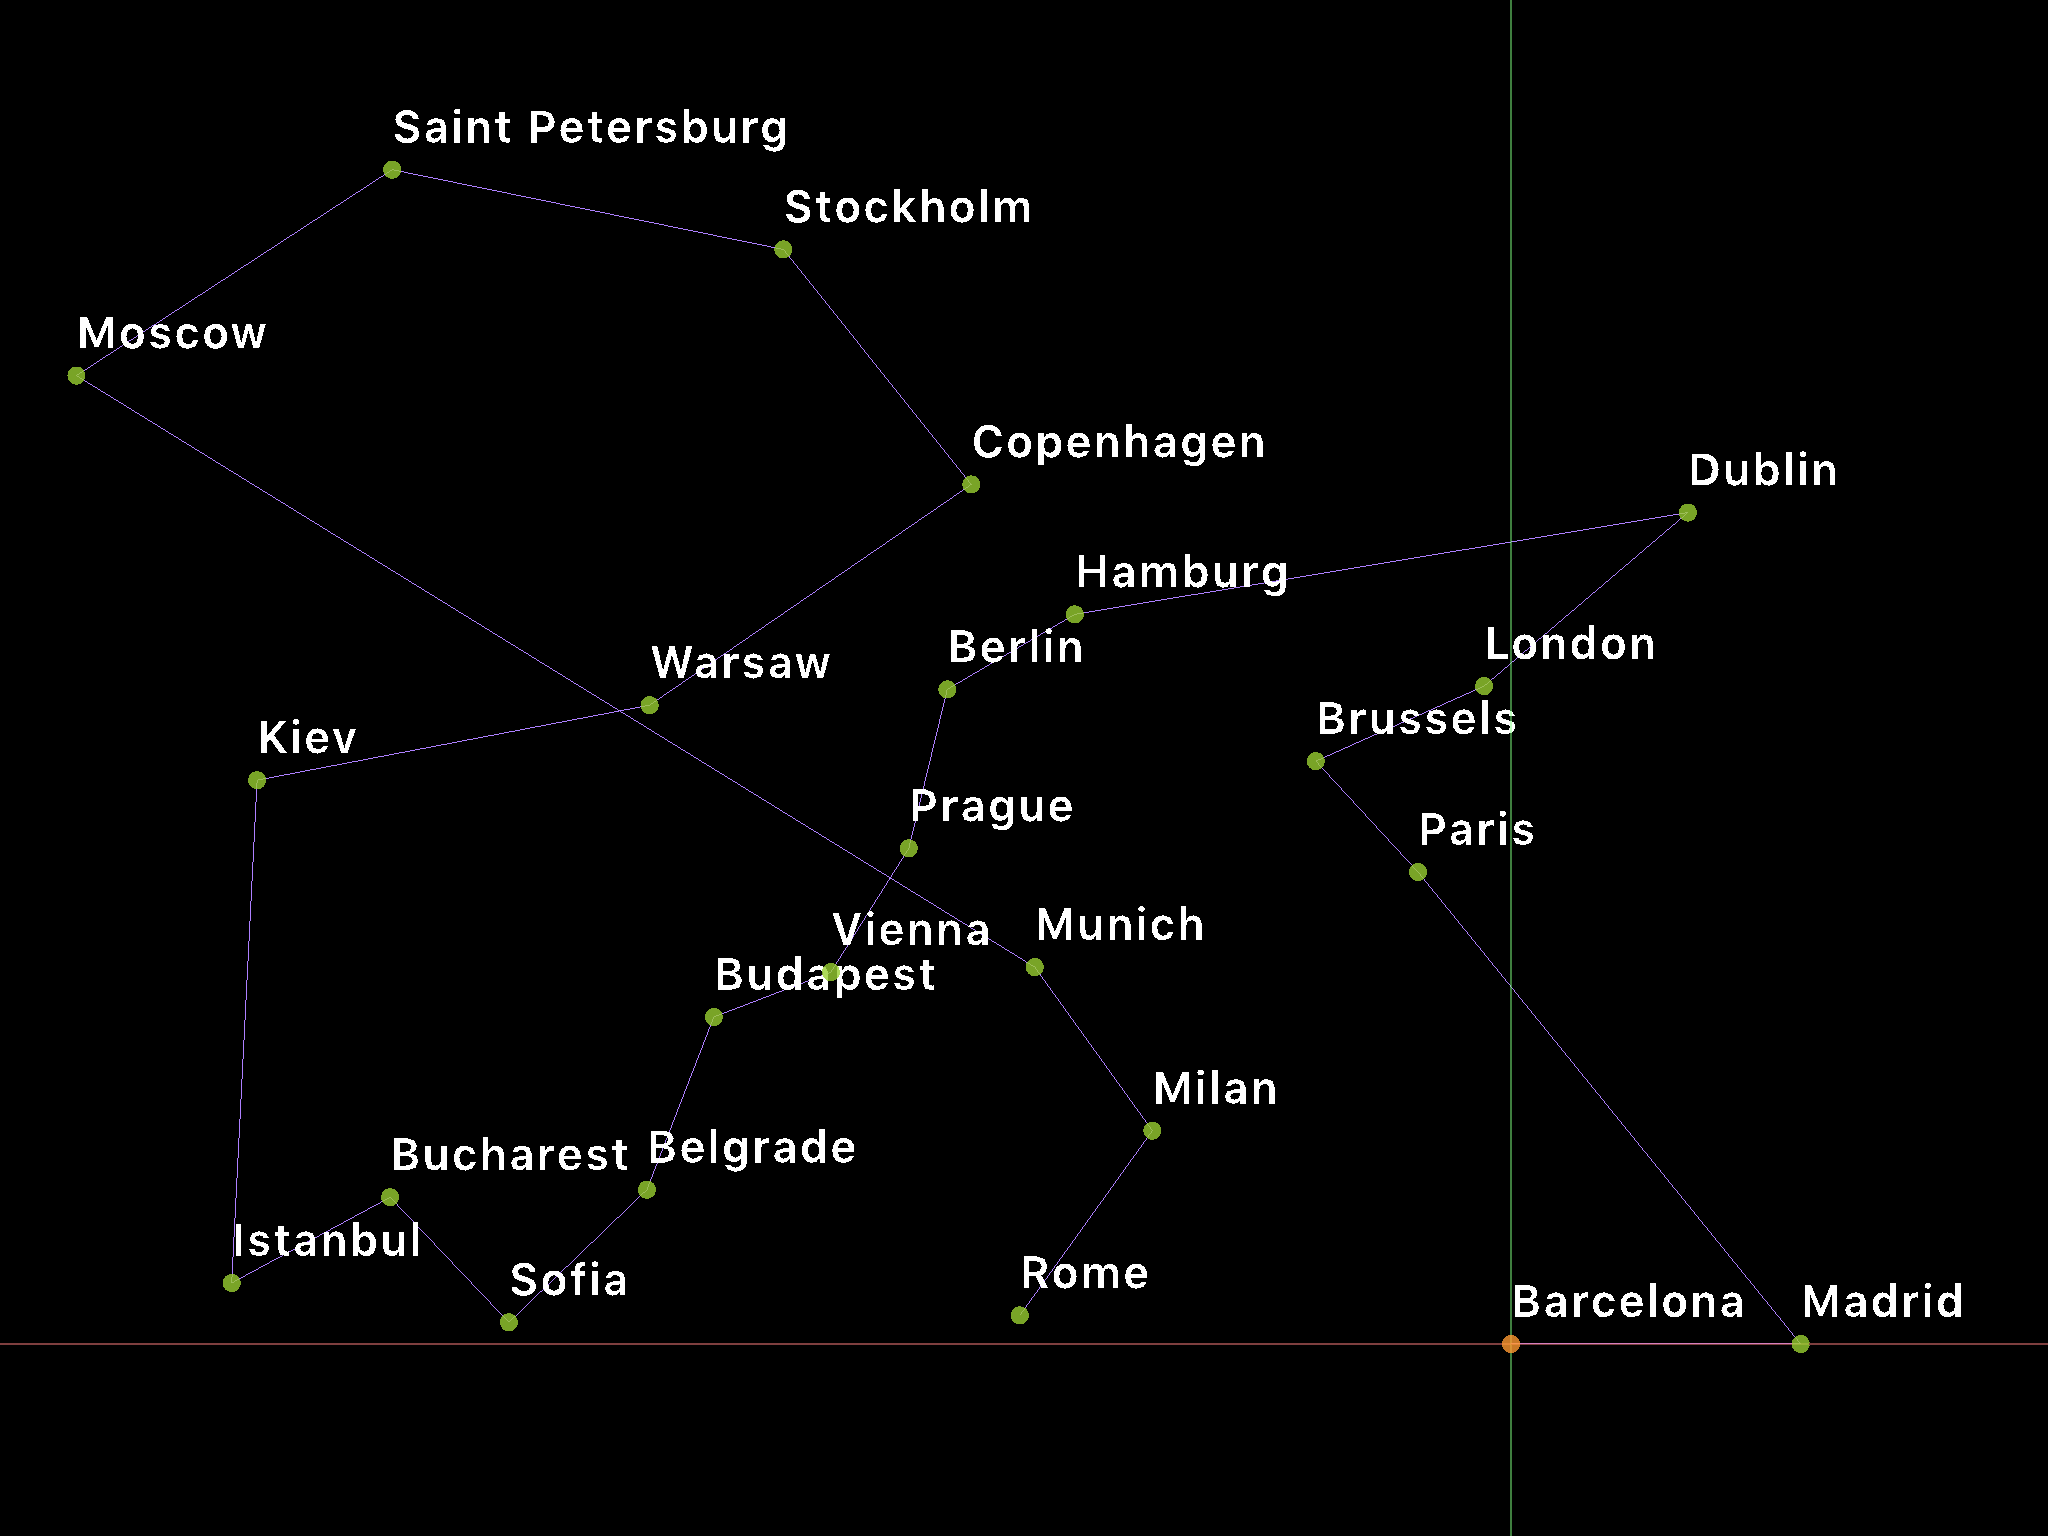 Saint Petersburg
Stockholm
Moscow
Copenhagen
Dublin
Hamburg
Berlin
London
Warsaw
Brussels
Kiev
Prague
Paris
Vienna
Munich
Budapest
Milan
Belgrade
Bucharest
Istanbul
Rome
Sofia
Barcelona
Madrid